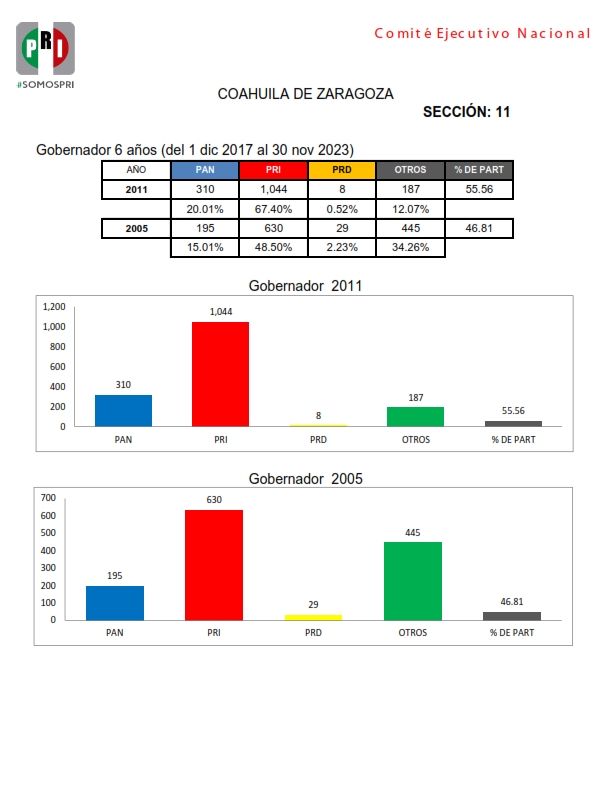 Comité Ejecutivo Nacional
PRI
#SOMOSPRI
COAHUILA DE ZARAGOZA
SECCIÓN: 11
Gobernador 6 años (del 1 dic 2017 al 30 nov 2023)
AÑO PAN PRI PRD OTROS % DE PART
2011 310 1,044 8 187 55.56
20.01% 67.40% 0.52% 12.07%
2005 195 630 29 445 46.81
15.01% 48.50% 2.23% 34.26%
Gobernador 2011
1,200
1,000
800
600
400
200
0
310
1,044
8
187
55.56
PAN PRI PRD OTROS % DE PART
Gobernador 2005
700
600
500
400
300
200
100
0
195
630
29
445
46.81
PAN PRI PRD OTROS % DE PART